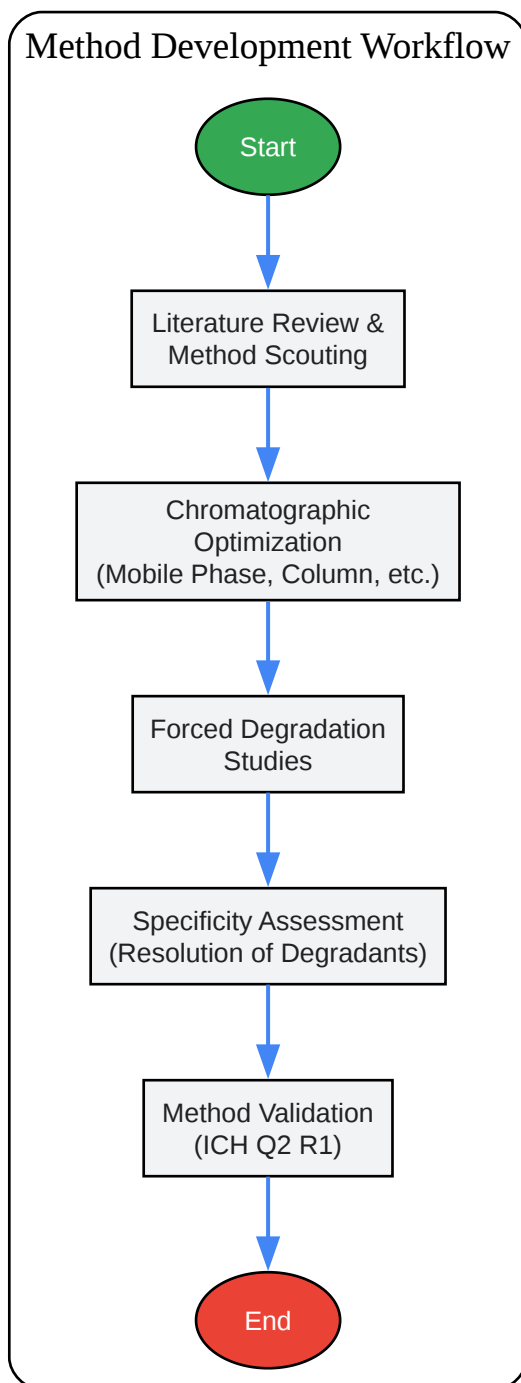 Method Development Workflow
Start
Literature Review &
Method Scouting
Chromatographic
Optimization
(Mobile Phase, Column, etc.)
Forced Degradation
Studies
Specificity Assessment
(Resolution of Degradants)
Method Validation
(ICH Q2 R1)
End